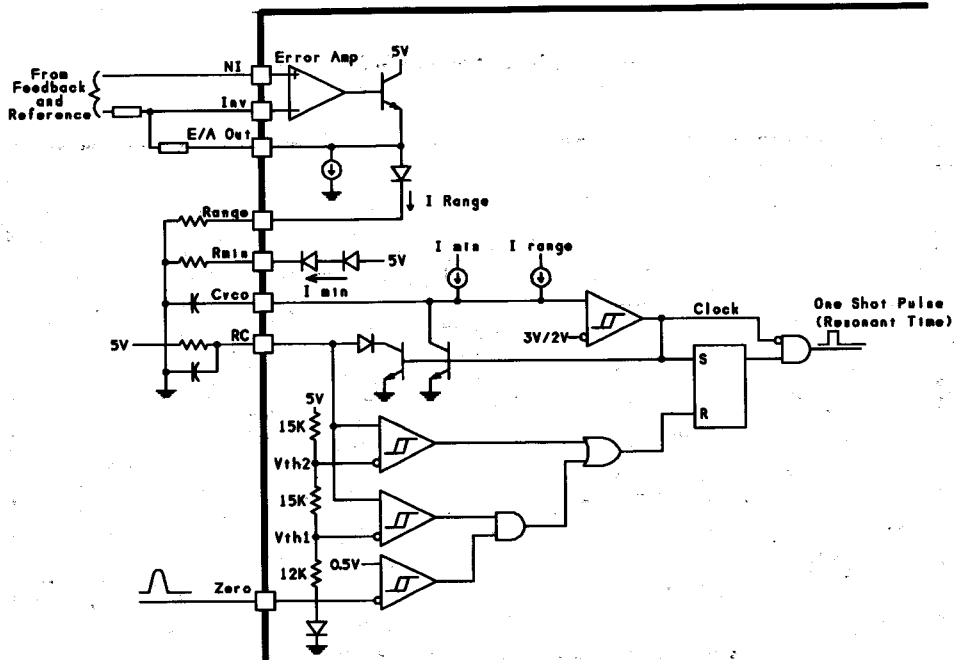 Error Amp
5V
From
Feedback
and
Reference
NI
Inv
E/A Out
I Range
Range
Rmin
5V
I min
I min
I range
Cvco
3V/2V
Clock
One Shot Pulse
(Resonant Time)
5V
RC
S
R
5V
15K
Vth2
15K
Vth1
12K
0.5V
Zero